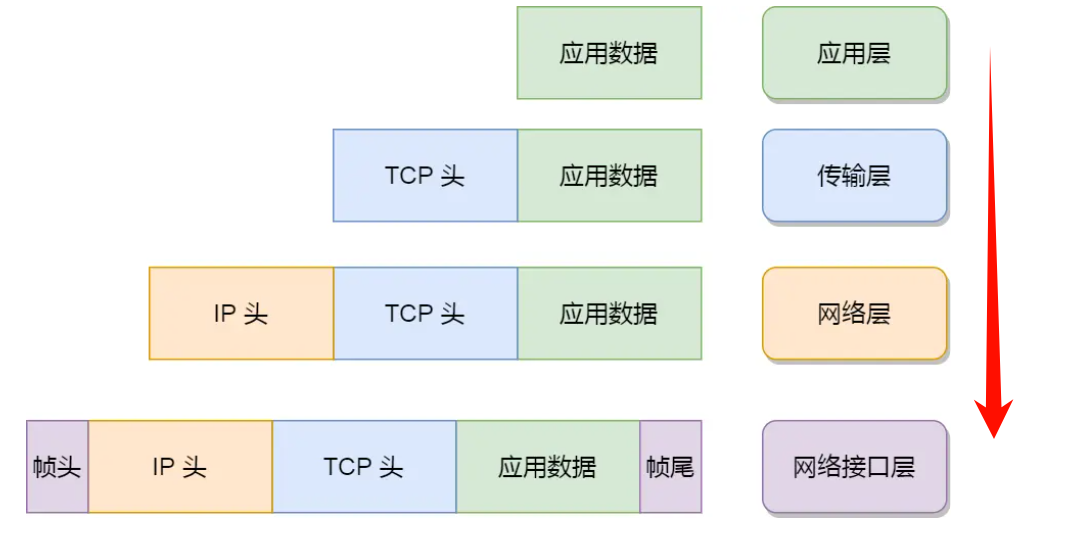 应用数据 应用层
TCP 头 应用数据 传输层
IP 头 TCP 头 应用数据 网络层
帧头 IP 头 TCP 头 应用数据 帧尾 网络接口层